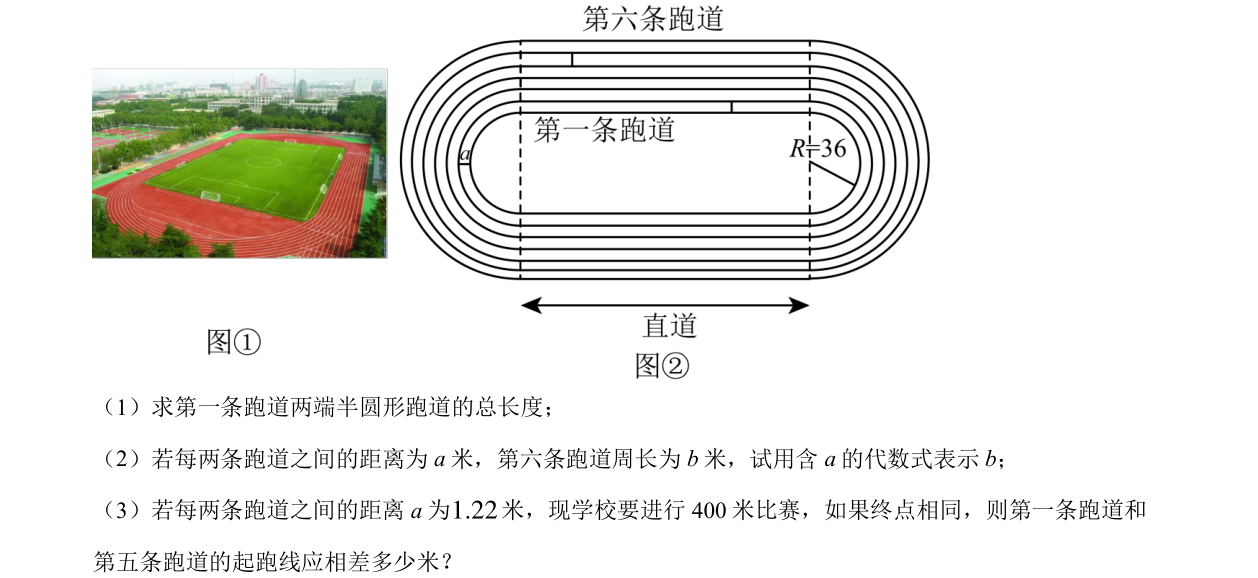 第六条跑道
第一条跑道
a
R=36
直道
图①
图②
（1）求第一条跑道两端半圆形跑道的总长度；
（2）若每两条跑道之间的距离为 a 米，第六条跑道周长为 b 米，试用含 a 的代数式表示 b；
（3）若每两条跑道之间的距离 a 为1.22米，现学校要进行 400 米比赛，如果终点相同，则第一条跑道和
第五条跑道的起跑线应相差多少米？